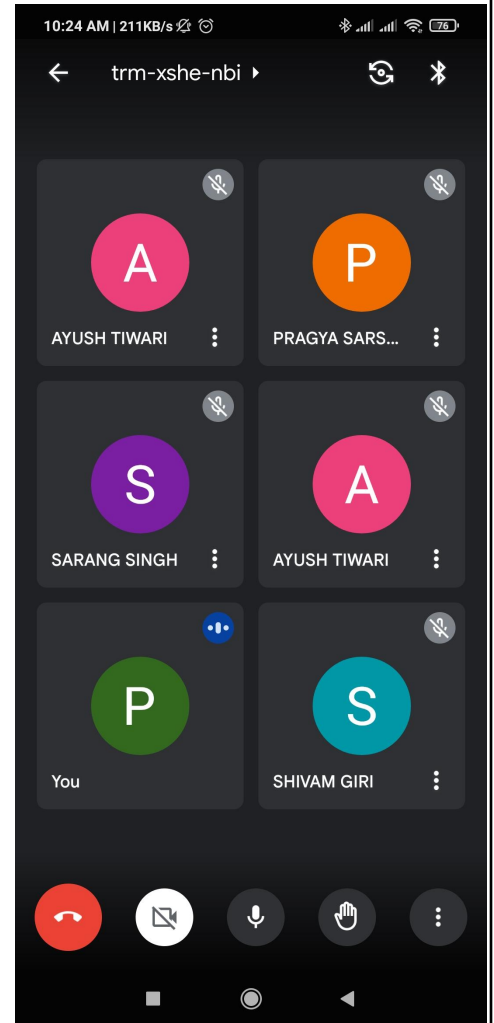 10:24 AM | 211KB/s 76
trm-xshe-nbi
A P
AYUSH TIWARI PRAGYA SARS...
S A
SARANG SINGH AYUSH TIWARI
P S
You SHIVAM GIRI